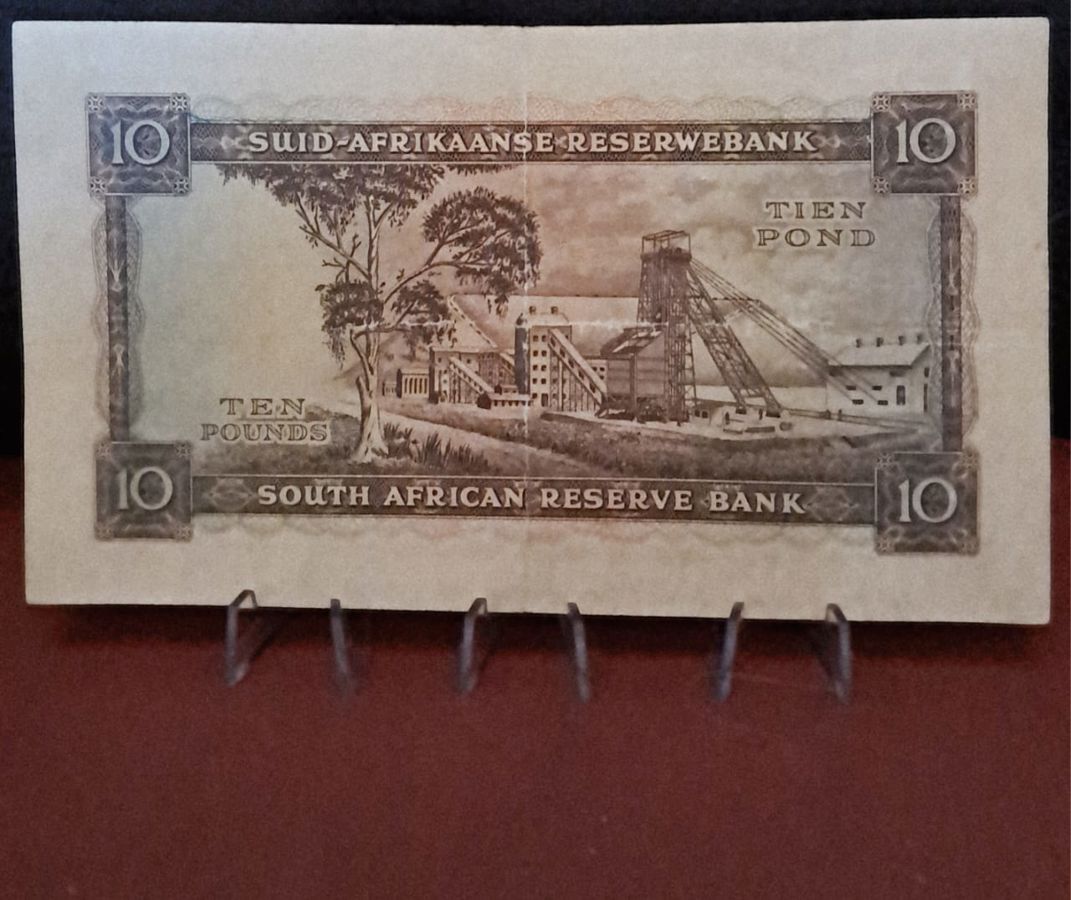 10 SUID-AFRIKAANSE RESERWEBANK 10
TIEN
POND
TEN
POUNDS
10 SOUTH AFRICAN RESERVE BANK 10